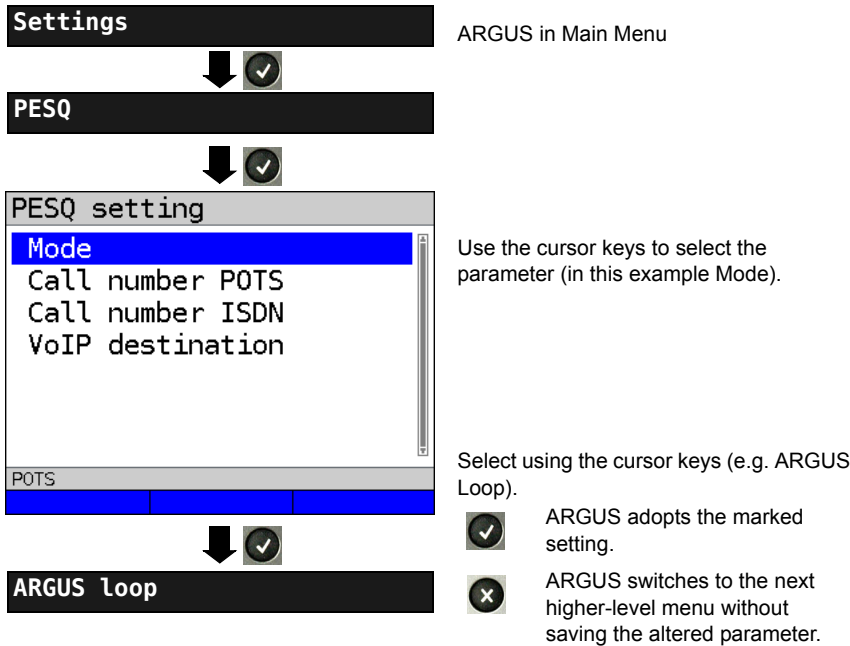 Settings
ARGUS in Main Menu
PESQ
PESQ setting
Mode
Call number POTS
Call number ISDN
VoIP destination
POTS
Use the cursor keys to select the
parameter (in this example Mode).
Select using the cursor keys (e.g. ARGUS
Loop).
ARGUS adopts the marked
setting.
ARGUS loop
ARGUS switches to the next
higher-level menu without
saving the altered parameter.